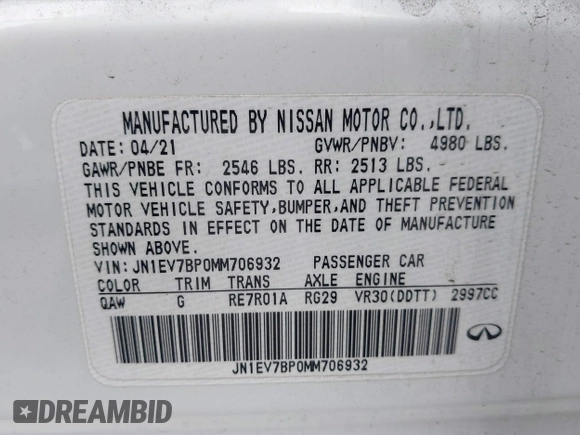 MANUFACTURED BY NISSAN MOTOR CO.,LTD.
DATE: 04/21 GVWR/PNBV: 4980 LBS.
GAWR/PNBE FR: 2546 LBS. RR: 2513 LBS.
THIS VEHICLE CONFORMS TO ALL APPLICABLE FEDERAL
MOTOR VEHICLE SAFETY,BUMPER,AND THEFT PREVENTION
STANDARDS IN EFFECT ON THE DATE OF MANUFACTURE
SHOWN ABOVE.
VIN: JN1EV7BP0MM706932 PASSENGER CAR
COLOR TRIM TRANS AXLE ENGINE
QAW G RE7R01A RG29 VR30(DDTT) 2997CC
JN1EV7BP0MM706932
DREAMBID